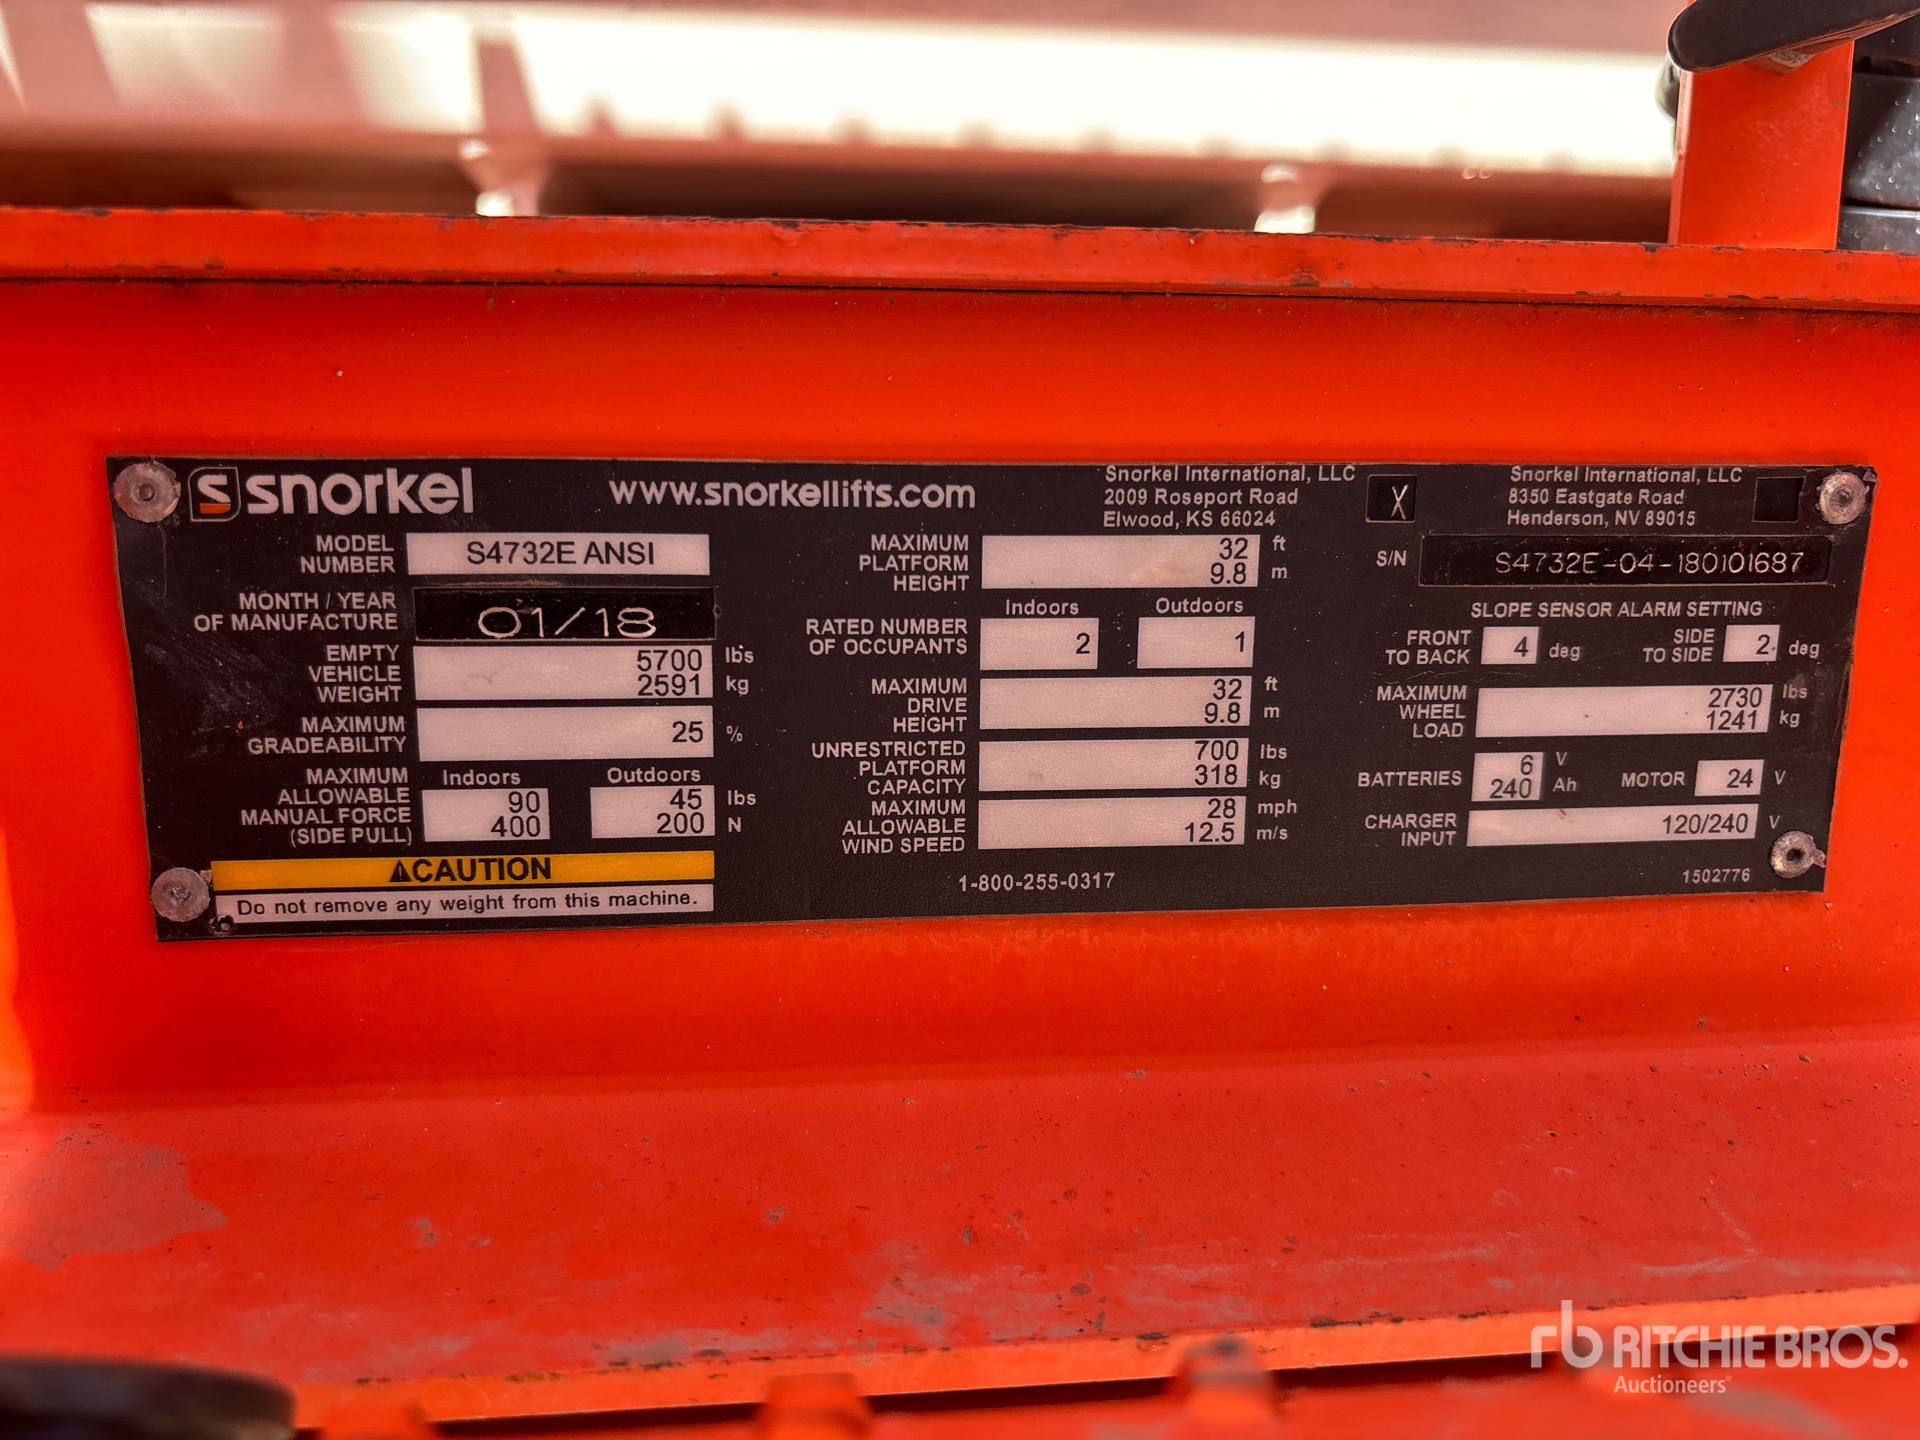 snorkel
www.snorkellifts.com
Snorkel International, LLC
2009 Roseport Road
Elwood, KS 66024
X
Snorkel International, LLC
8350 Eastgate Road
Henderson, NV 89015
MODEL NUMBER S4732E ANSI
MONTH / YEAR OF MANUFACTURE 01/18
EMPTY VEHICLE WEIGHT 5700 lbs
2591 kg
MAXIMUM GRADEABILITY 25 %
MAXIMUM ALLOWABLE MANUAL FORCE (SIDE PULL)
Indoors Outdoors
90 45 lbs
400 200 N
⚠CAUTION
Do not remove any weight from this machine.
MAXIMUM PLATFORM HEIGHT 32 ft
9.8 m
Indoors Outdoors
RATED NUMBER OF OCCUPANTS 2 1
MAXIMUM DRIVE HEIGHT 32 ft
9.8 m
UNRESTRICTED PLATFORM CAPACITY 700 lbs
318 kg
MAXIMUM ALLOWABLE WIND SPEED 28 mph
12.5 m/s
1-800-255-0317
S/N S4732E-04-180101687
SLOPE SENSOR ALARM SETTING
FRONT TO BACK 4 deg SIDE TO SIDE 2 deg
MAXIMUM WHEEL LOAD 2730 lbs
1241 kg
BATTERIES 6 V
240 Ah
MOTOR 24 V
CHARGER INPUT 120/240 V
1502776
rb RITCHIE BROS.
Auctioneers